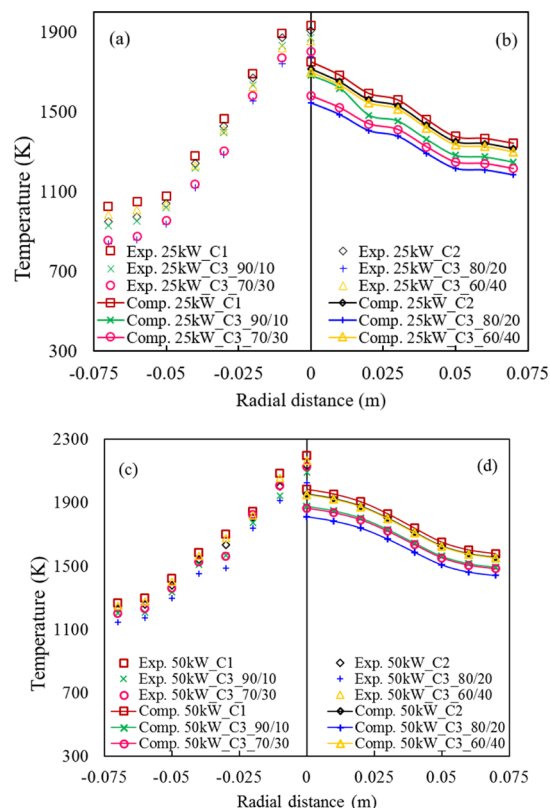 1900
(a)
(b)
1500
1100
700
300
Temperature (K)
Exp. 25kW_C1
Exp. 25kW_C2
Exp. 25kW_C3_90/10
Exp. 25kW_C3_80/20
Exp. 25kW_C3_70/30
Exp. 25kW_C3_60/40
Comp. 25kW_C1
Comp. 25kW_C2
Comp. 25kW_C3_90/10
Comp. 25kW_C3_80/20
Comp. 25kW_C3_70/30
Comp. 25kW_C3_60/40
-0.075 -0.05 -0.025 0 0.025 0.05 0.075
Radial distance (m)
2300
(c)
(d)
1900
1500
1100
700
300
Temperature (K)
Exp. 50kW_C1
Exp. 50kW_C2
Exp. 50kW_C3_90/10
Exp. 50kW_C3_80/20
Exp. 50kW_C3_70/30
Exp. 50kW_C3_60/40
Comp. 50kW_C1
Comp. 50kW_C2
Comp. 50kW_C3_90/10
Comp. 50kW_C3_80/20
Comp. 50kW_C3_70/30
Comp. 50kW_C3_60/40
-0.075 -0.05 -0.025 0 0.025 0.05 0.075
Radial distance (m)